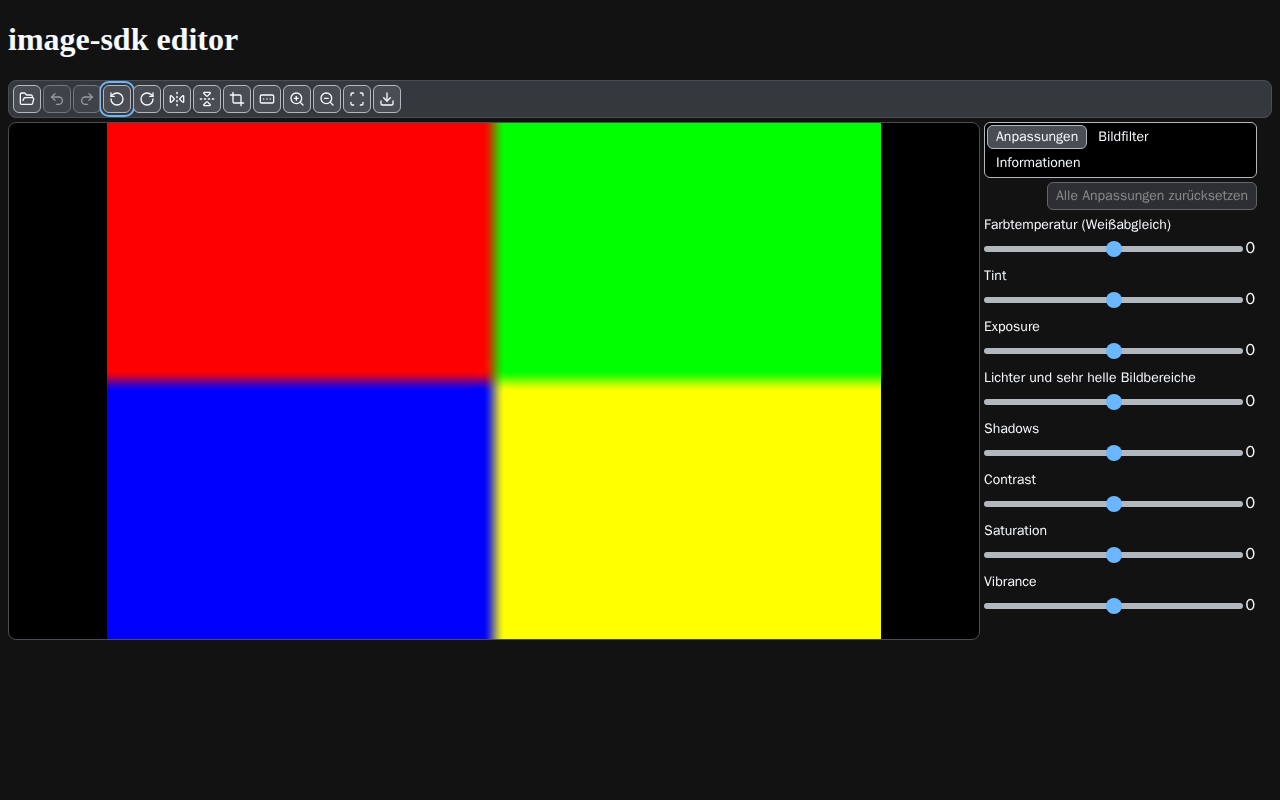 image-sdk editor
Anpassungen Bildfilter
Informationen
Alle Anpassungen zurücksetzen
Farbtemperatur (Weißabgleich)
0
Tint
0
Exposure
0
Lichter und sehr helle Bildbereiche
0
Shadows
0
Contrast
0
Saturation
0
Vibrance
0